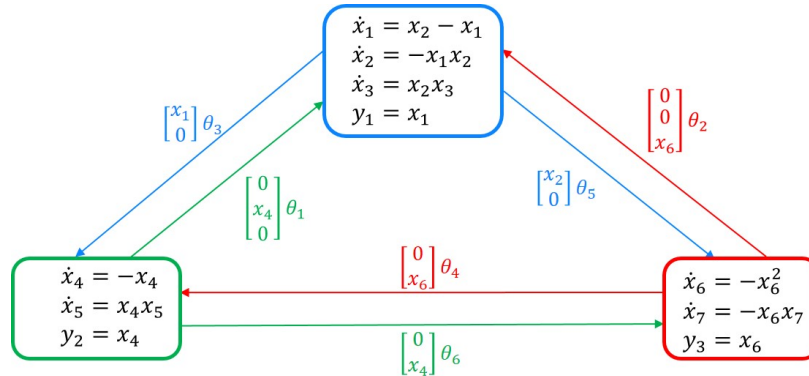 ẋ₁ = x₂ − x₁
ẋ₂ = −x₁x₂
ẋ₃ = x₂x₃
y₁ = x₁
[x₁ 0] θ₃
[0 x₄ 0] θ₁
[0 0 x₆] θ₂
[x₂ 0] θ₅
ẋ₄ = −x₄
ẋ₅ = x₄x₅
y₂ = x₄
[0 x₆] θ₄
[0 x₄] θ₆
ẋ₆ = −x₆²
ẋ₇ = −x₆x₇
y₃ = x₆